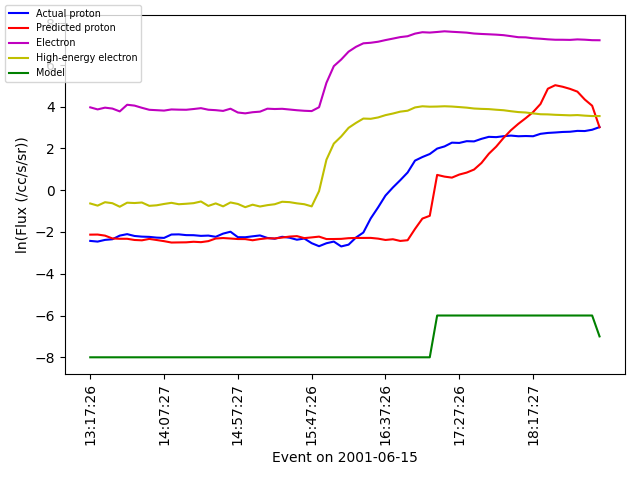 Actual proton
Predicted proton
Electron
High-energy electron
Model
4
2
0
−2
−4
−6
−8
ln(Flux (/cc/s/sr))
13:17:26
14:07:27
14:57:27
15:47:26
16:37:26
17:27:26
18:17:27
Event on 2001-06-15